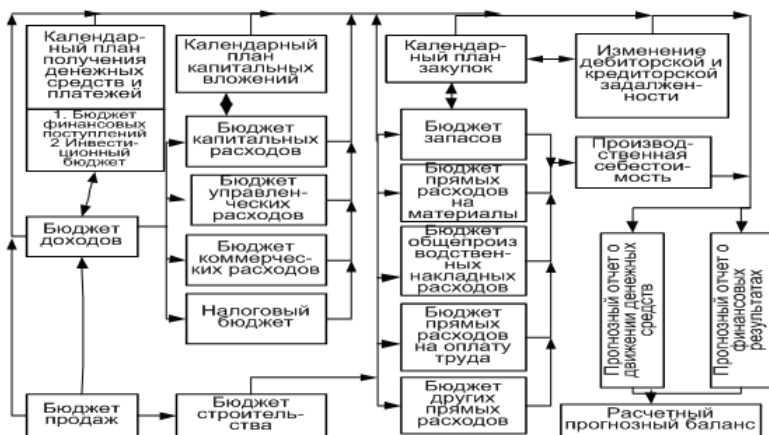 Календар-
ный план
получения
денежных
средств и
платежей
1. Бюджет
финансовых
поступлений
2 Инвести-
ционный
бюджет
Бюджет
доходов
Бюджет
продаж
Календарный план
капитальных
вложений
Бюджет
капитальных
расходов
Бюджет
управлен-
ческих
расходов
Бюджет
коммерчес-
ких расходов
Налоговый
бюджет
Бюджет
строитель-
ства
Календар-
ный план
закупок
Бюджет
запасов
Бюджет
прямых
расходов
на
материалы
Бюджет
общепроиз
водствен-
ных
накладных
расходов
Бюджет
прямых
расходов
на оплату
труда
Бюджет
других
прямых
расходов
Изменение
дебиторской и
кредиторской
задалжен-
ности
Производ-
ственная
себестои-
мость
Прогнозный отчет о
движении денежных
средств
Прогнозный отчет о
финансовых
результатах
Расчетный
прогнозный баланс